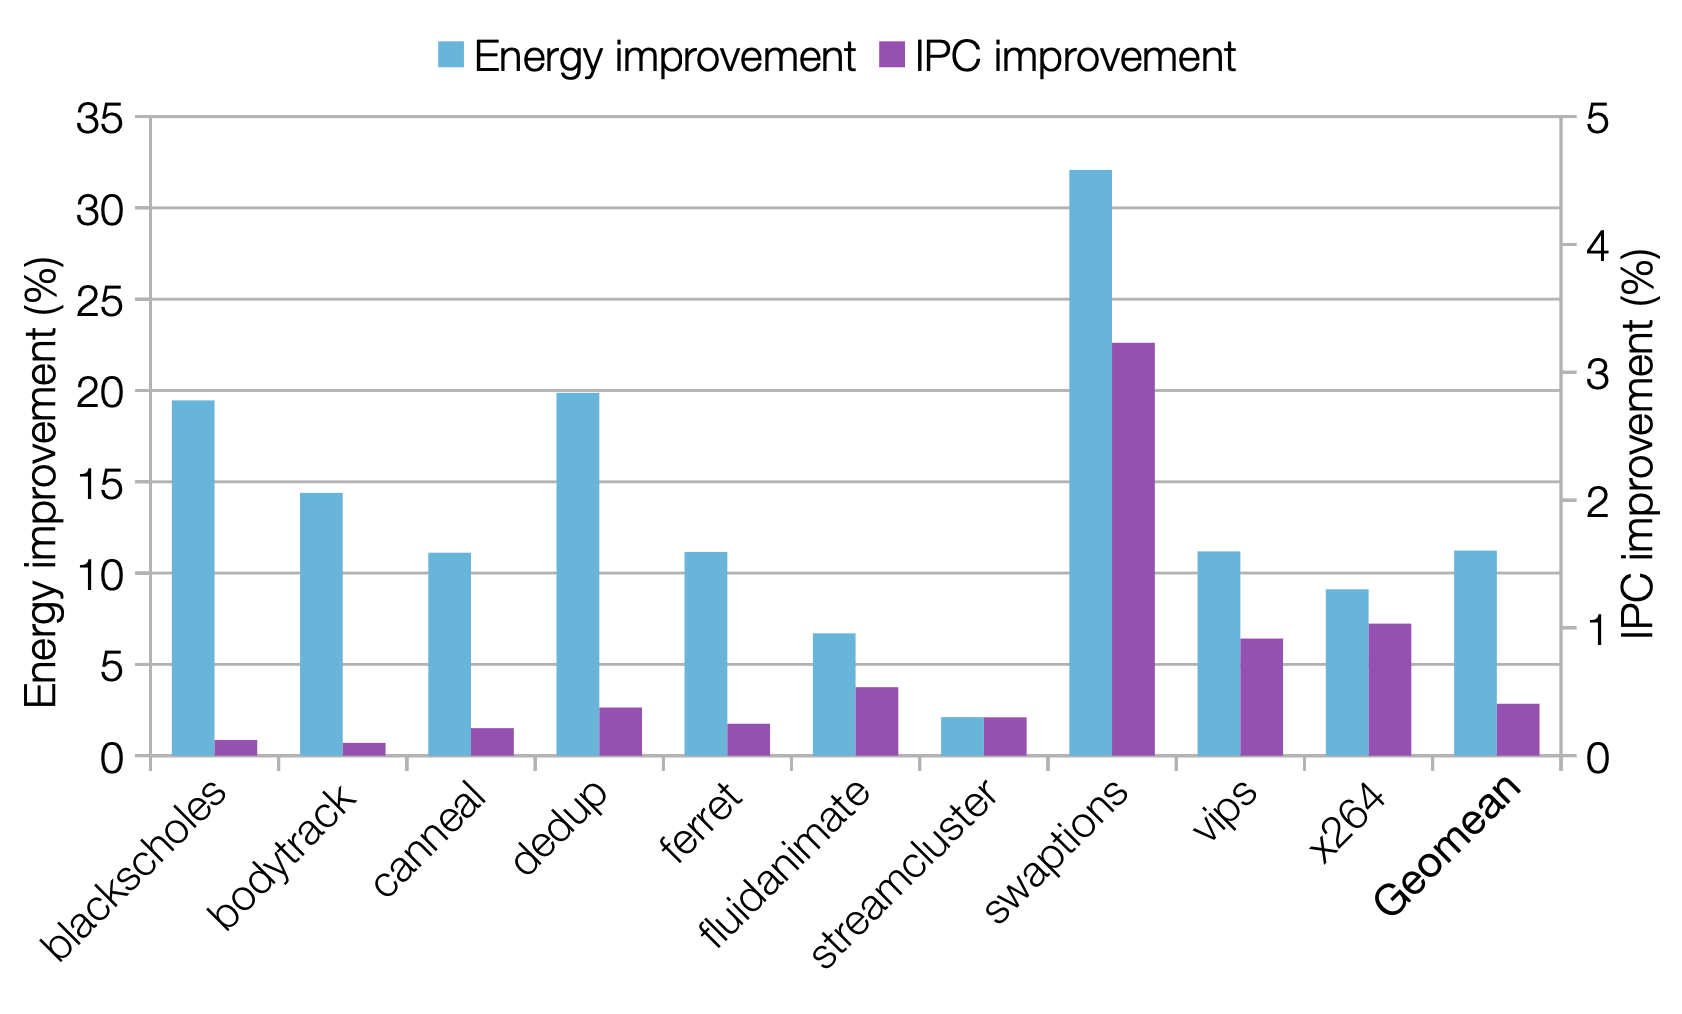 Energy improvement IPC improvement
Energy improvement (%)
35
30
25
20
15
10
5
0
5
4
3
2
1
0
IPC improvement (%)
blackscholes
bodytrack
canneal
dedup
ferret
fluidanimate
streamcluster
swaptions
vips
x264
Geomean